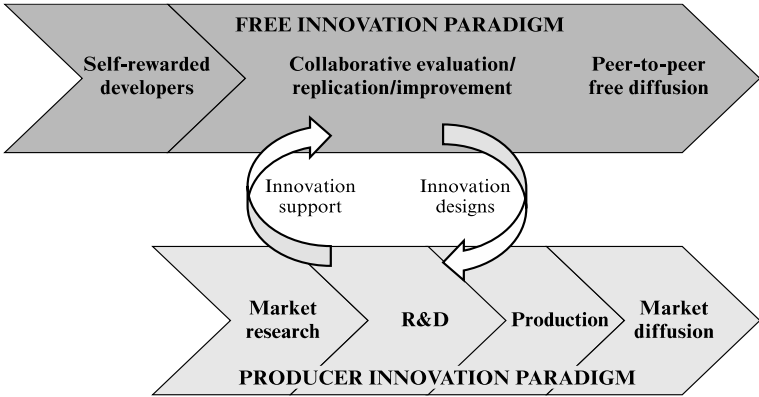 FREE INNOVATION PARADIGM
Self-rewarded
developers
Collaborative evaluation/
replication/improvement
Peer-to-peer
free diffusion
Innovation
support
Innovation
designs
Market
research
R&D
Production
Market
diffusion
PRODUCER INNOVATION PARADIGM